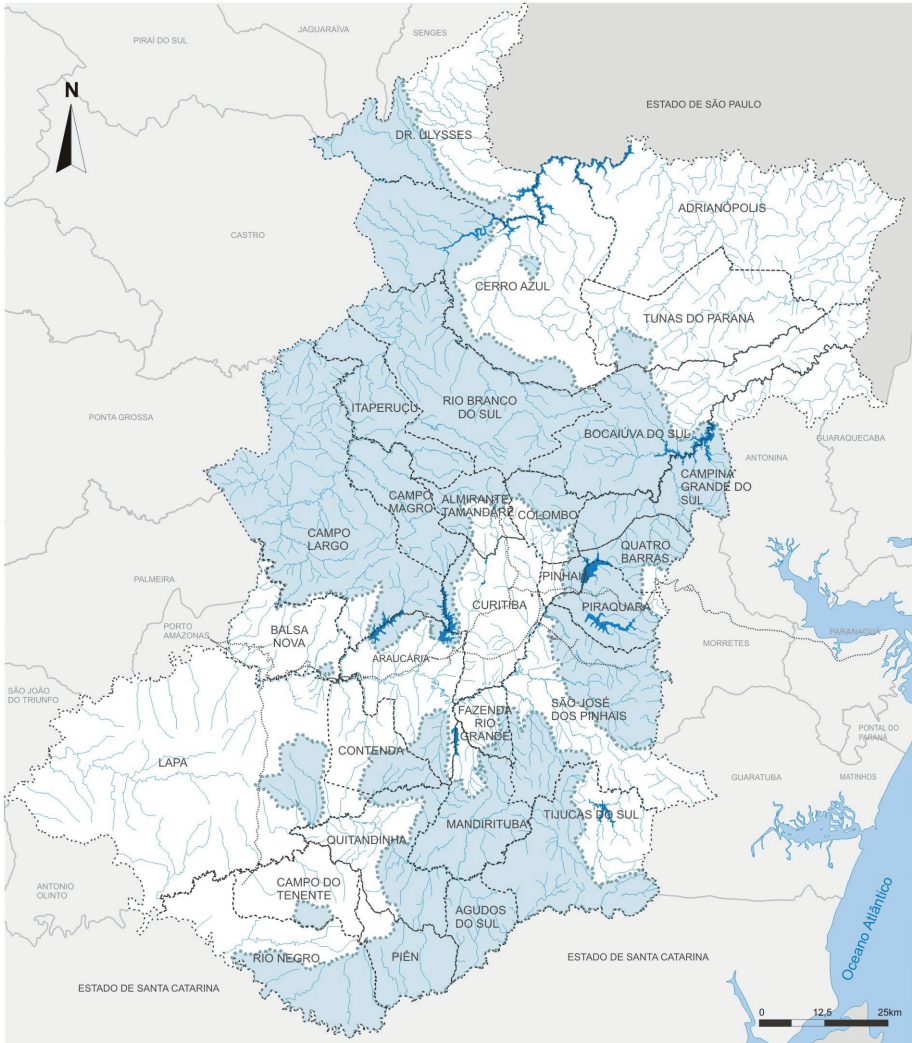 PIRAÍ DO SUL
JAGUARAÍVA
SENGES
N
ESTADO DE SÃO PAULO
DR. ULYSSES
ADRIANÓPOLIS
CASTRO
CERRO AZUL
TUNAS DO PARANÁ
ITAPERUÇU
RIO BRANCO
DO SUL
PONTA GROSSA
BOCAIÚVA DO SUL
GUARAQUEÇABA
ANTONINA
CAMPINA
GRANDE DO
SUL
CAMPO
MAGRO
ALMIRANTE
TAMANDARÉ
COLOMBO
CAMPO
LARGO
QUATRO
BARRAS
PINHAI
PALMEIRA
CURITIBA
PIRAQUARA
PORTO
AMAZONAS
BALSA
NOVA
PARANAGUÁ
MORRETES
ARAUCÁRIA
SÃO JOÃO
DO TRIUNFO
FAZENDA
RIO
GRANDE
SÃO JOSÉ
DOS PINHAIS
PONTAL DO
PARANÁ
CONTENDA
LAPA
GUARATUBA
MATINHOS
MANDIRITUBA
TIJUCAS DO SUL
QUITANDINHA
ANTONIO
OLINTO
CAMPO DO
TENENTE
AGUDOS
DO SUL
Oceano Atlântico
RIO NEGRO
PIÊN
ESTADO DE SANTA CATARINA
ESTADO DE SANTA CATARINA
0 12,5 25km